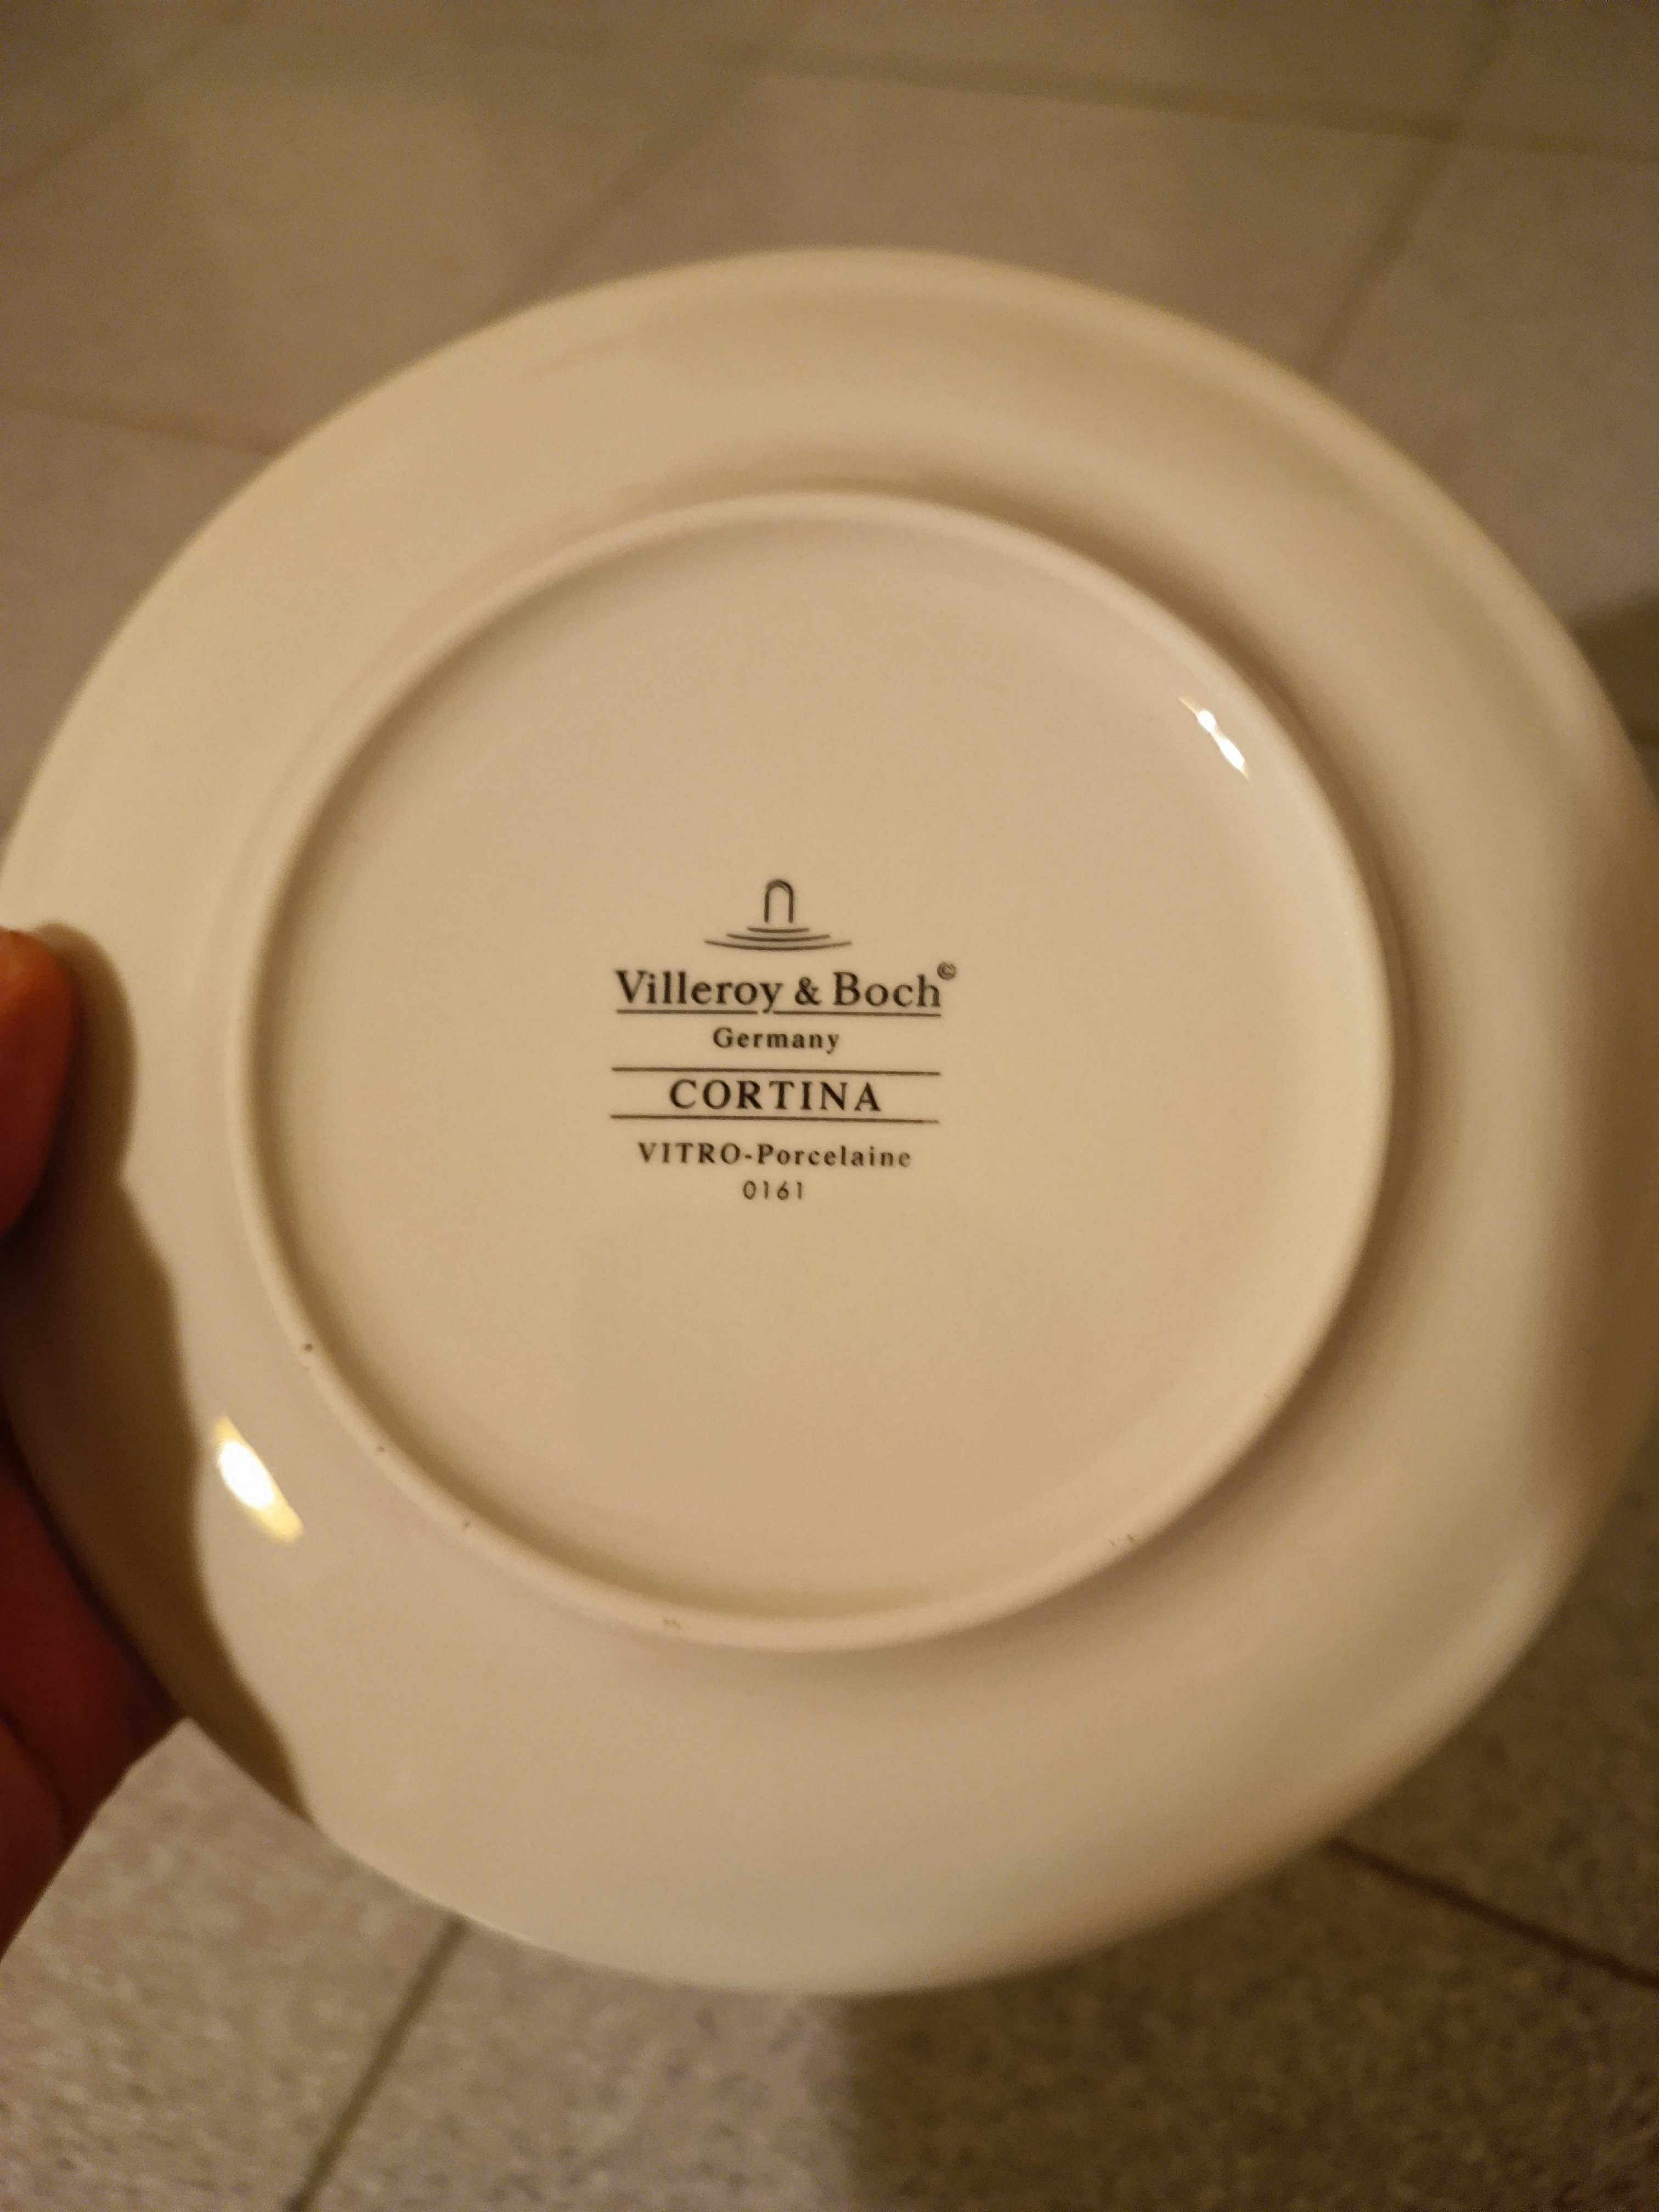 Villeroy & Boch©
Germany
CORTINA
VITRO-Porcelaine
0161